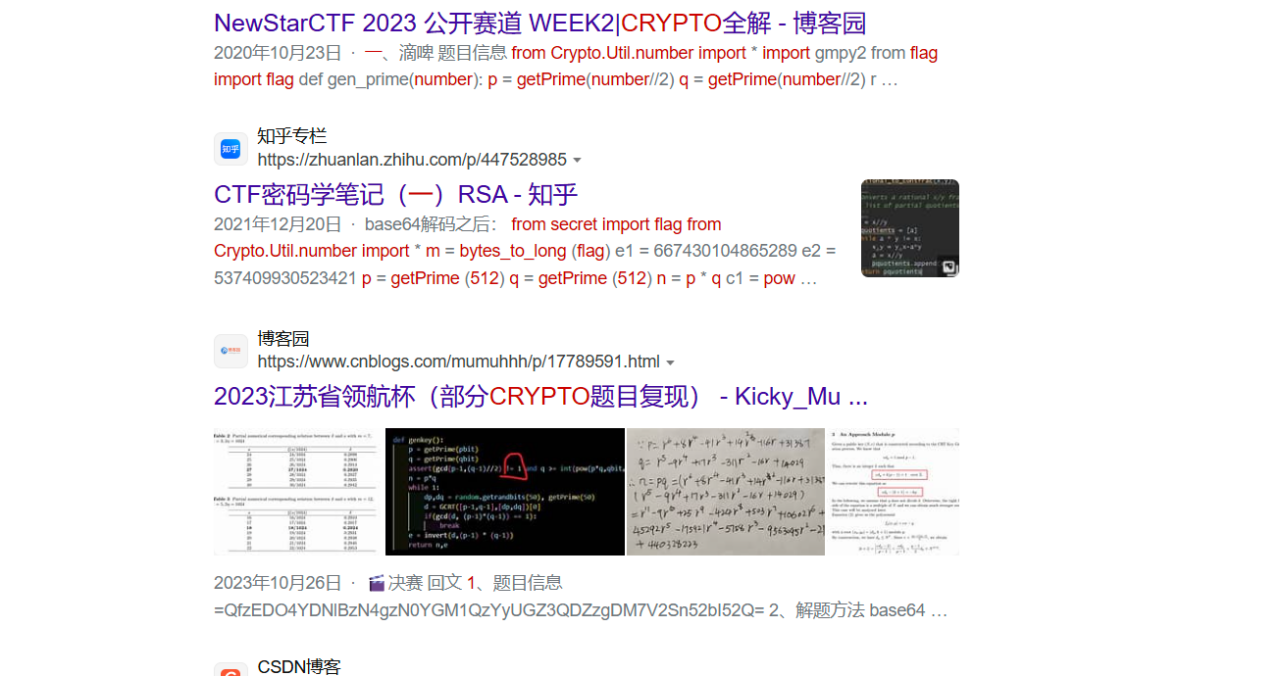 NewStarCTF 2023 公开赛道 WEEK2|CRYPTO全解 - 博客园
2020年10月23日 · 一、滴啤 题目信息 from Crypto.Util.number import * import gmpy2 from flag
import flag def gen_prime(number): p = getPrime(number//2) q = getPrime(number//2) r …
知乎
知乎专栏
https://zhuanlan.zhihu.com/p/447528985
CTF密码学笔记（一）RSA - 知乎
2021年12月20日 · base64解码之后： from secret import flag from
Crypto.Util.number import * m = bytes_to_long (flag) e1 = 667430104865289 e2 =
537409930523421 p = getPrime (512) q = getPrime (512) n = p * q c1 = pow …
= x//y
quotients = [a]
x,y = y,x-a*y
a = x//y
pquotients.append
return pquotients
博客园
https://www.cnblogs.com/mumuhhh/p/17789591.html
2023江苏省领航杯（部分CRYPTO题目复现） - Kicky_Mu ...
def genkey():
p = getPrime(qbit)
q = getPrime(qbit)
assert(gcd(p-1,(q-1)//2) != 1 and q >= int(pow(p*q,qbit,
n = p*q
while 1:
dp,dq = random.getrandbits(50), getPrime(50)
d = GCRT([p-1,q-1],[dp,dq])[0]
if(gcd(d, (p-1)*(q-1)) == 1):
break
e = invert(d,(p-1) * (q-1))
return n,e
2023年10月26日 · 🎬决赛 回文 1、题目信息
=QfzEDO4YDNlBzN4gzN0YGM1QzYyUGZ3QDZzgDM7V2Sn52bI52Q= 2、解题方法 base64 …
CSDN博客